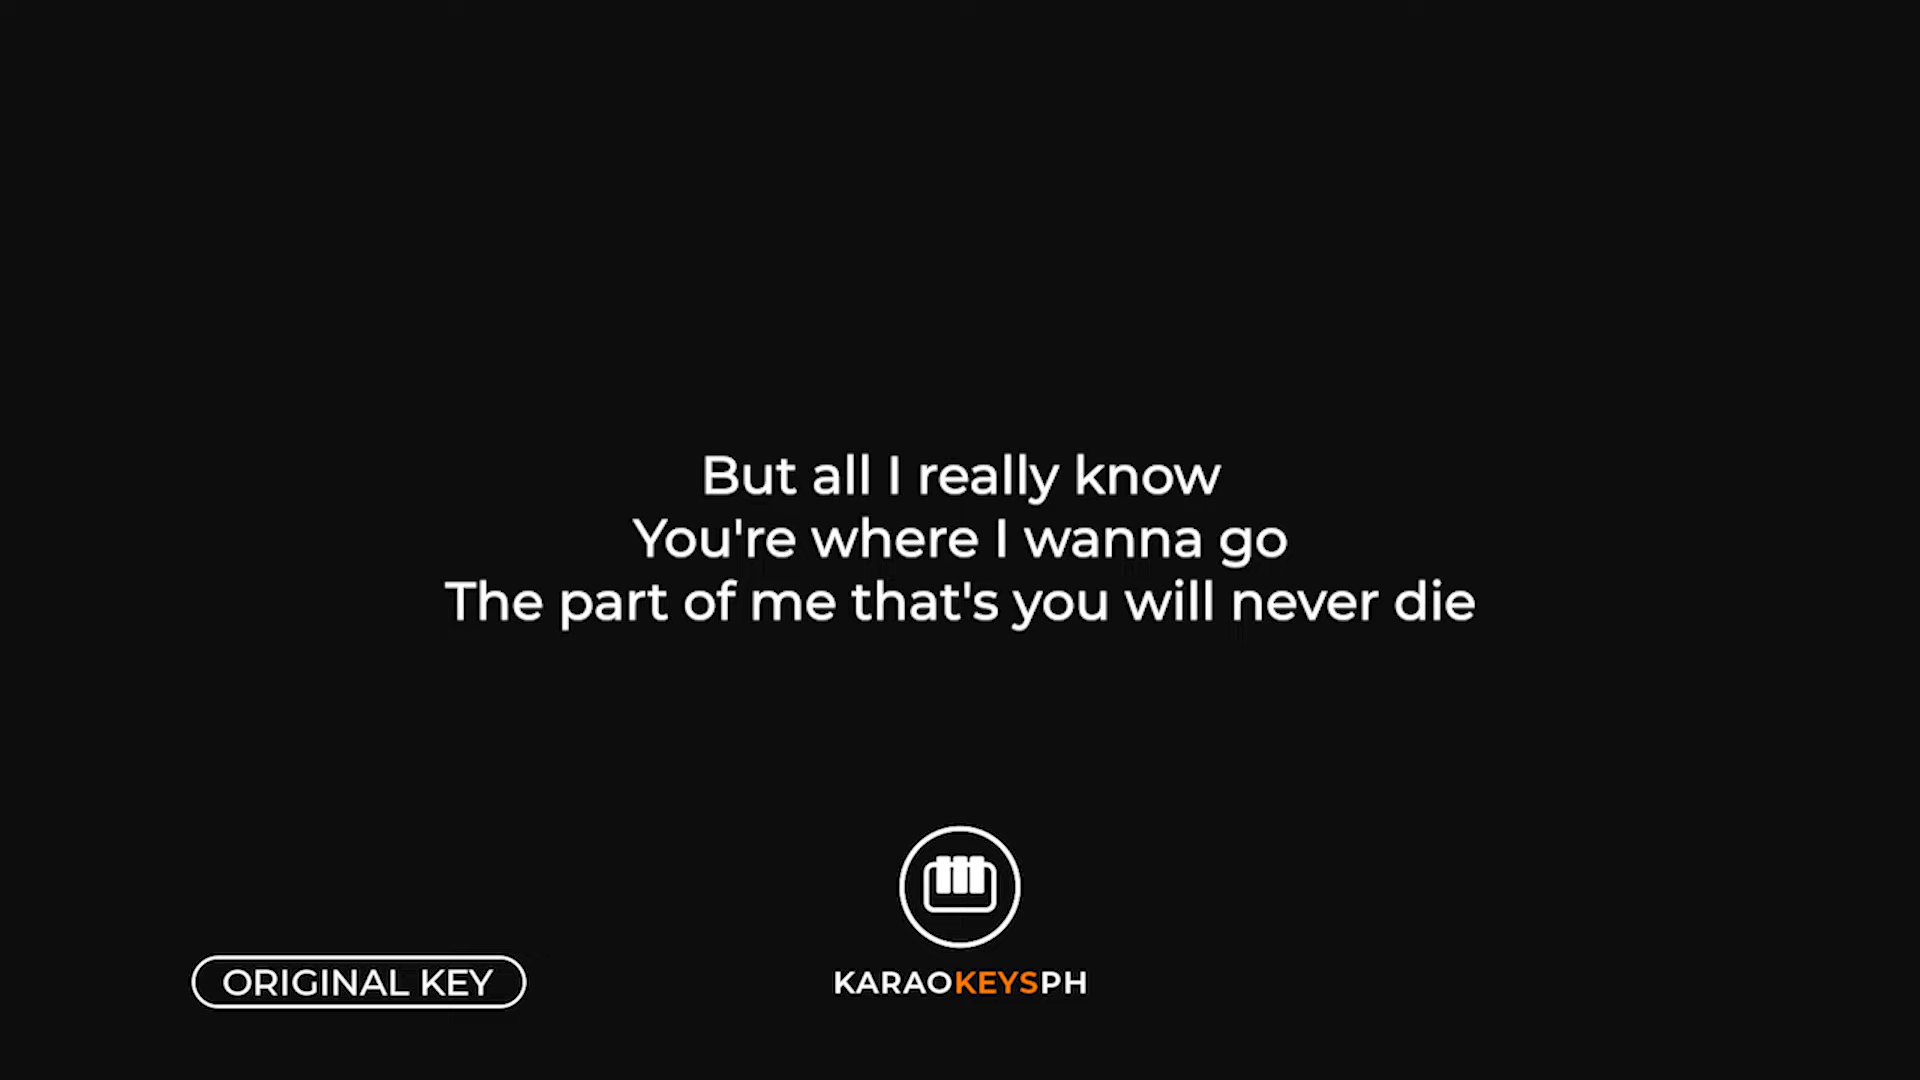 But all I really know
You're where I wanna go
The part of me that's you will never die
ORIGINAL KEY
KARAOKEYSPH